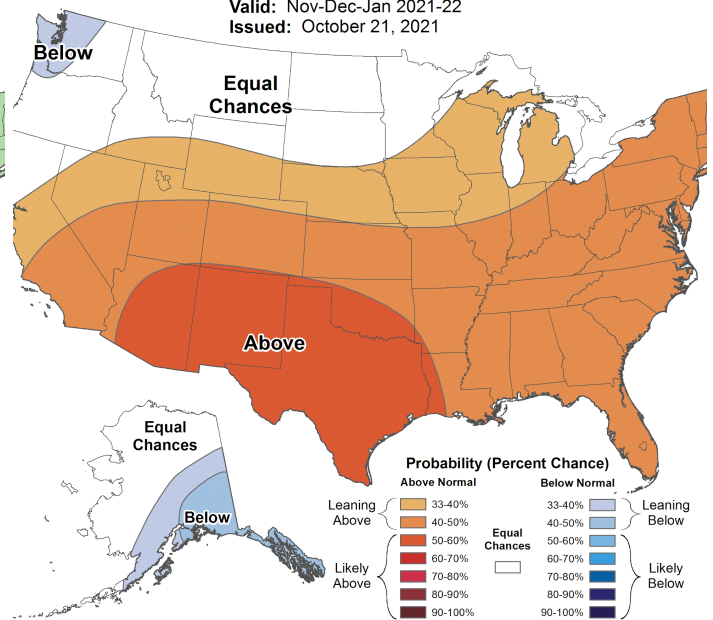 Valid: Nov-Dec-Jan 2021-22
Issued: October 21, 2021
Below
Equal
Chances
Above
Equal
Chances
Below
Probability (Percent Chance)
Above Normal
Below Normal
Leaning
Above
33-40%
40-50%
50-60%
60-70%
70-80%
80-90%
90-100%
Likely
Above
Equal
Chances
33-40%
40-50%
50-60%
60-70%
70-80%
80-90%
90-100%
Leaning
Below
Likely
Below